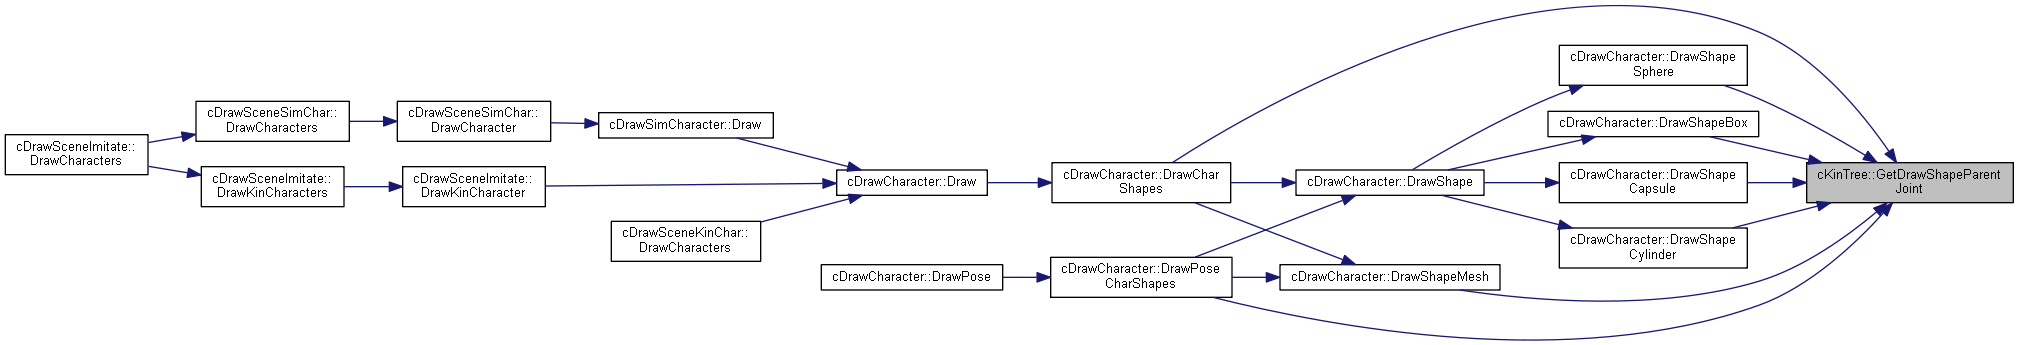 cDrawSceneImitate::
DrawCharacters
cDrawSceneSimChar::
DrawCharacters
cDrawSceneImitate::
DrawKinCharacters
cDrawSceneSimChar::
DrawCharacter
cDrawSceneImitate::
DrawKinCharacter
cDrawSimCharacter::Draw
cDrawSceneKinChar::
DrawCharacters
cDrawCharacter::Draw
cDrawCharacter::DrawPose
cDrawCharacter::DrawChar
Shapes
cDrawCharacter::DrawPose
CharShapes
cDrawCharacter::DrawShape
cDrawCharacter::DrawShapeMesh
cDrawCharacter::DrawShape
Sphere
cDrawCharacter::DrawShapeBox
cDrawCharacter::DrawShape
Capsule
cDrawCharacter::DrawShape
Cylinder
cKinTree::GetDrawShapeParent
Joint